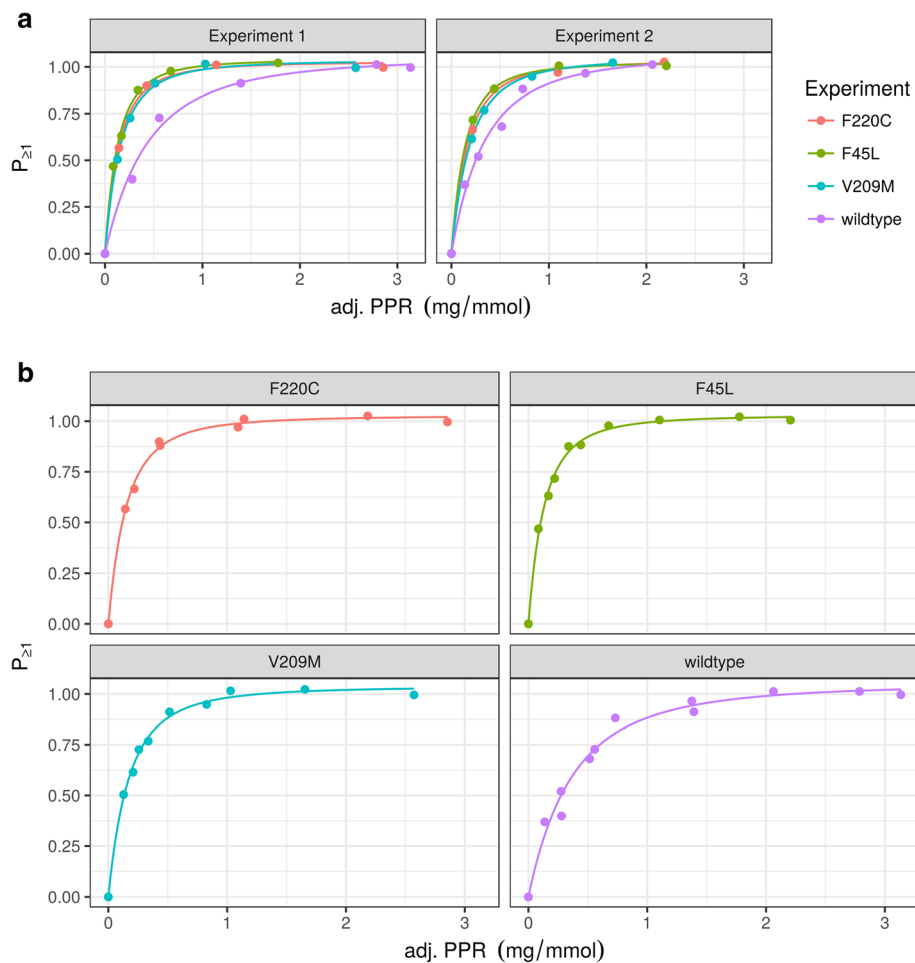 a
Experiment 1
Experiment 2
1.00
0.75
0.50
0.25
0.00
P≥1
0 1 2 3
0 1 2 3
adj. PPR (mg/mmol)
Experiment
F220C
F45L
V209M
wildtype
b
F220C
F45L
1.00
0.75
0.50
0.25
0.00
P≥1
V209M
wildtype
1.00
0.75
0.50
0.25
0.00
0 1 2 3
0 1 2 3
adj. PPR (mg/mmol)